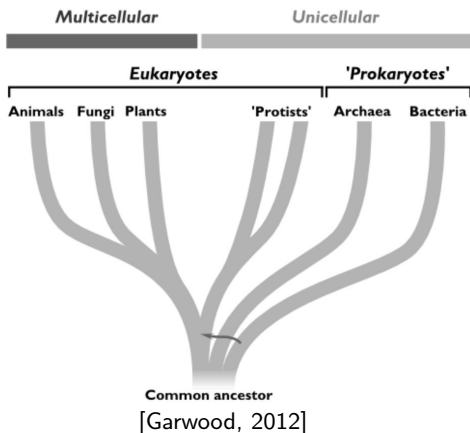 Multicellular Unicellular
Eukaryotes 'Prokaryotes'
Animals Fungi Plants 'Protists' Archaea Bacteria
Common ancestor
[Garwood, 2012]